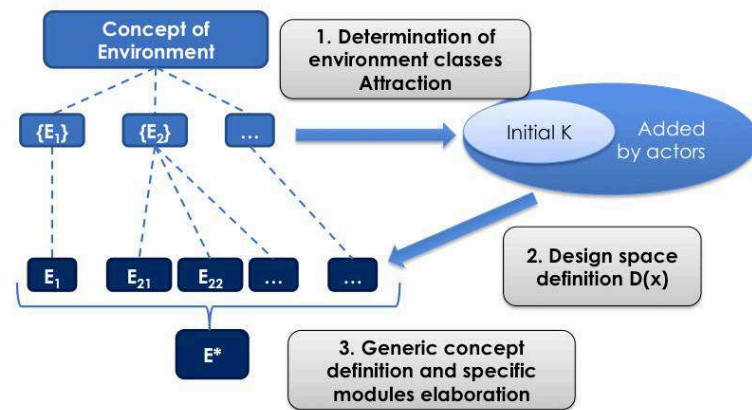 Concept of
Environment
1. Determination of
environment classes
Attraction
{E₁}
{E₂}
...
Initial K
Added
by actors
E₁
E₂₁
E₂₂
...
...
2. Design space
definition D(x)
E*
3. Generic concept
definition and specific
modules elaboration